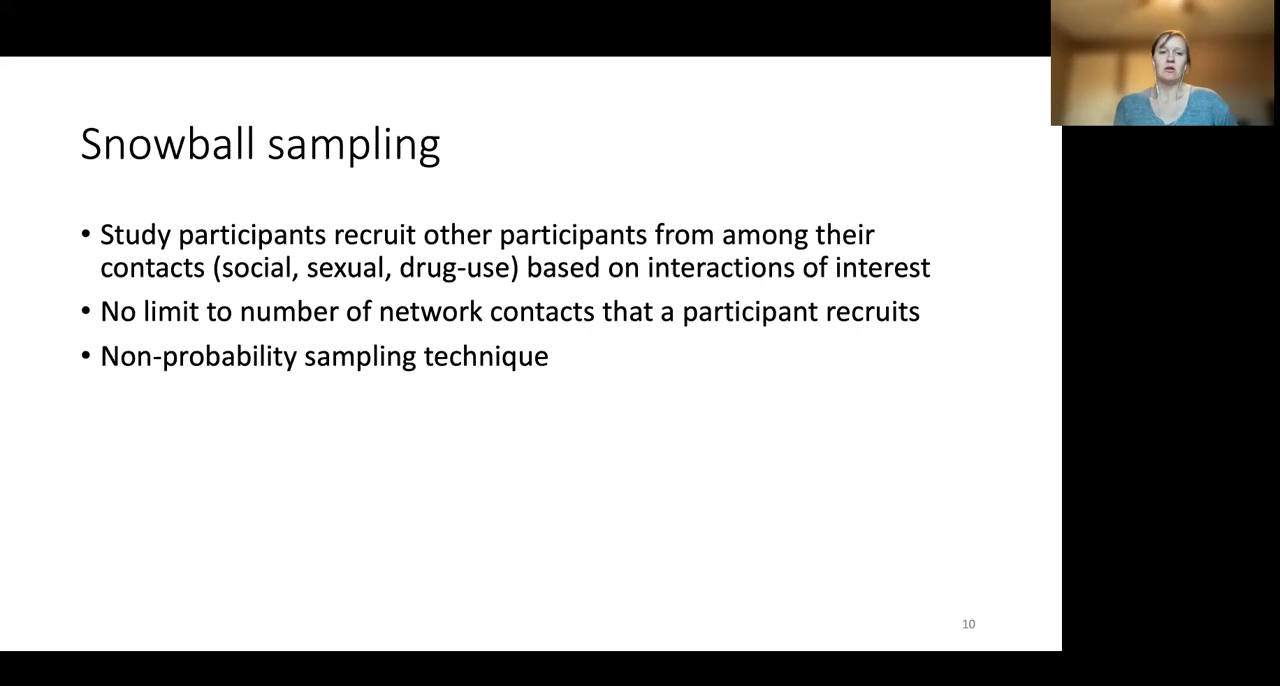 Snowball sampling
• Study participants recruit other participants from among their
contacts (social, sexual, drug-use) based on interactions of interest
• No limit to number of network contacts that a participant recruits
• Non-probability sampling technique
10